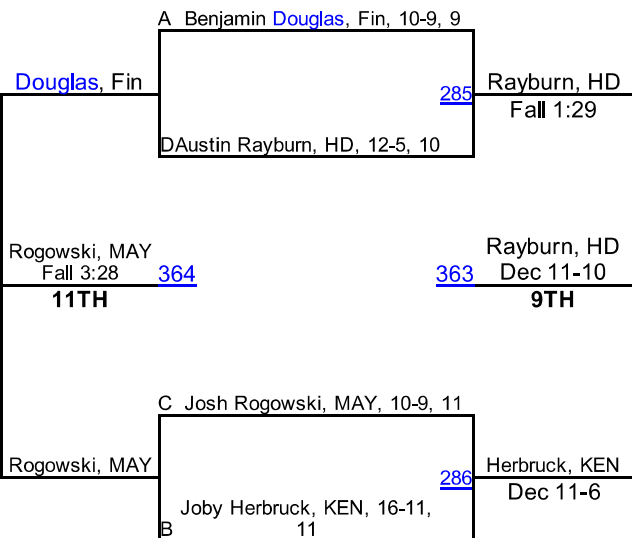 A Benjamin Douglas, Fin, 10-9, 9
Douglas, Fin
285
Rayburn, HD
Fall 1:29
DAustin Rayburn, HD, 12-5, 10
Rogowski, MAY
Fall 3:28
11TH
364
363
Rayburn, HD
Dec 11-10
9TH
C Josh Rogowski, MAY, 10-9, 11
Rogowski, MAY
286
Herbruck, KEN
Dec 11-6
Joby Herbruck, KEN, 16-11,
B 11